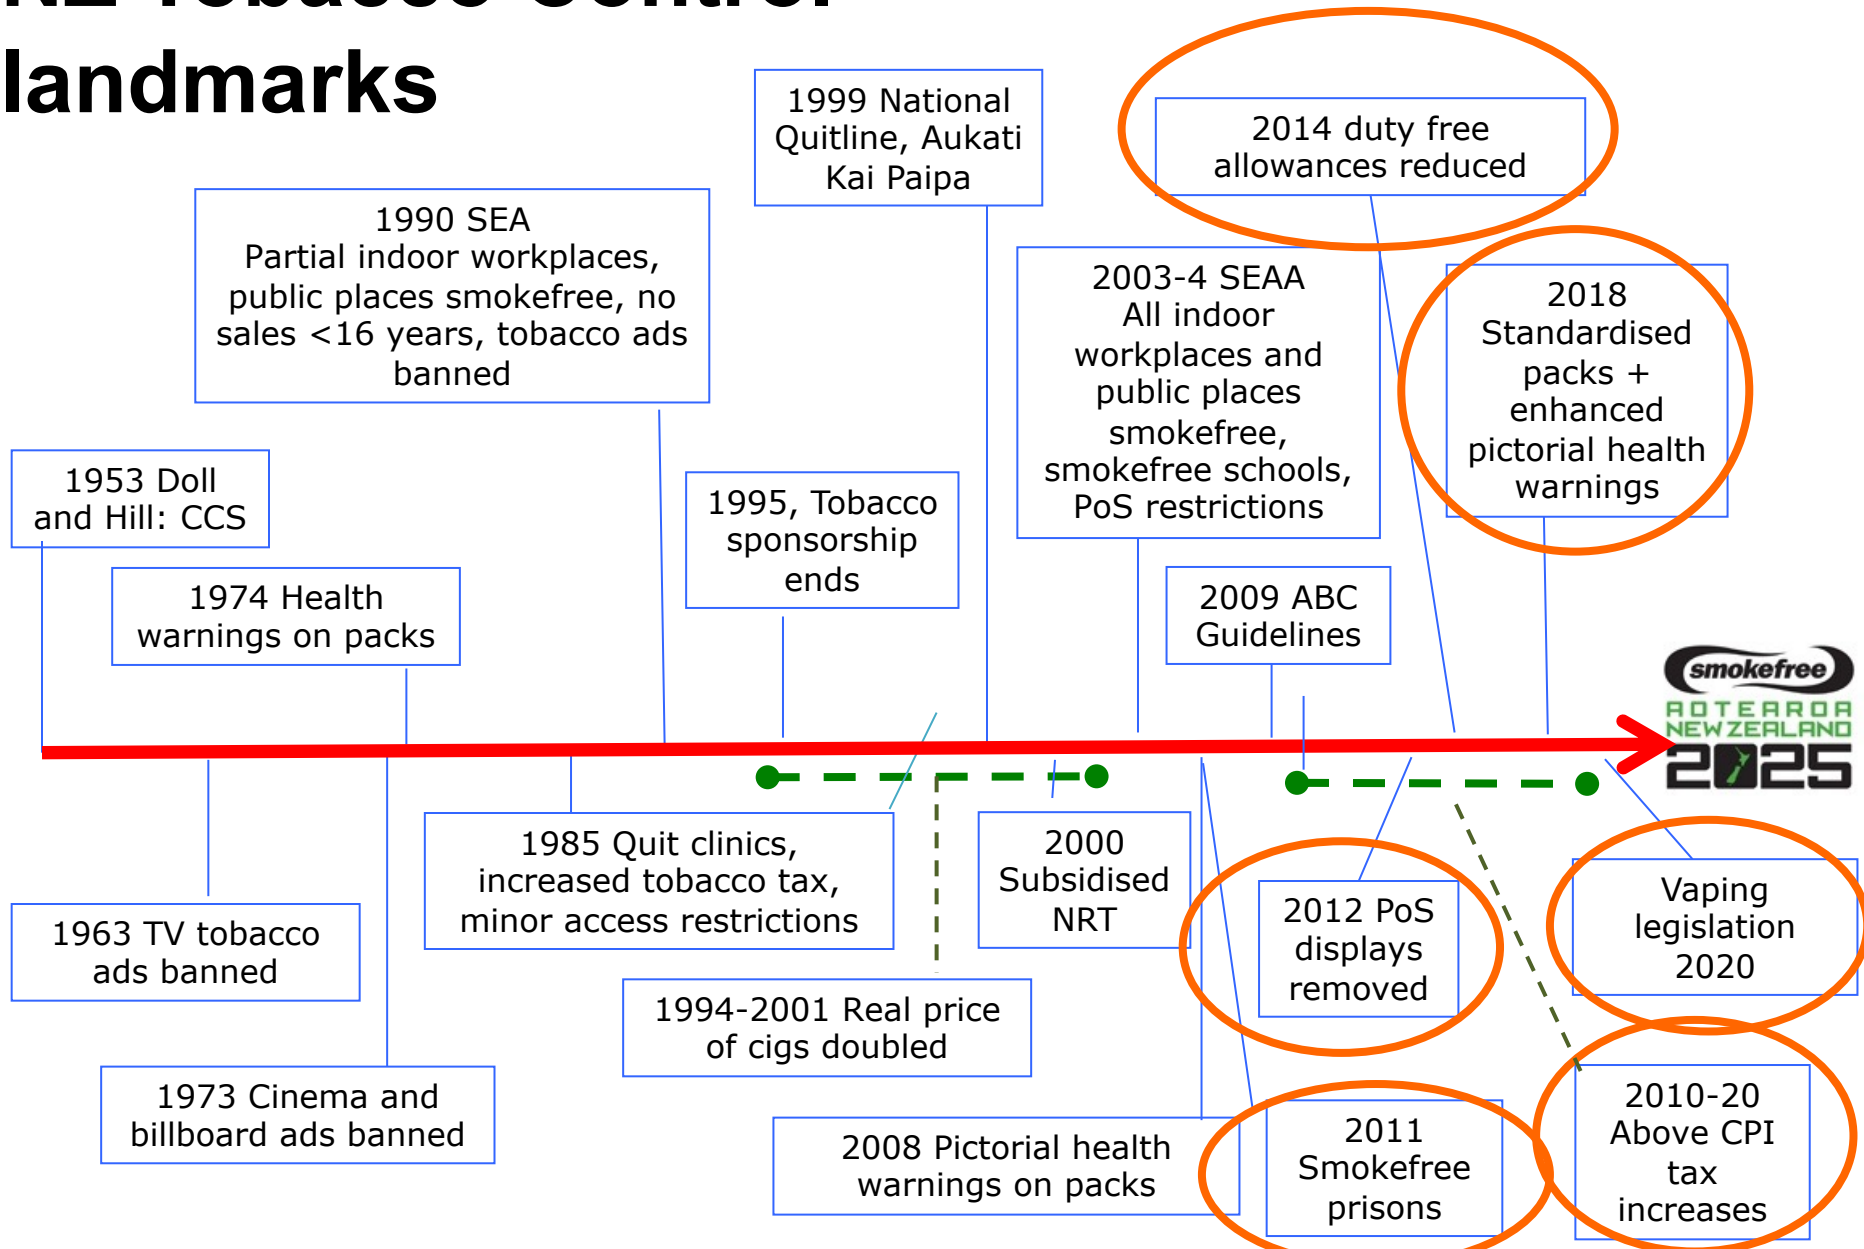 NZ Tobacco Control
landmarks
1999 National
Quitline, Aukati
Kai Paipa
2014 duty free
allowances reduced
1990 SEA
Partial indoor workplaces,
public places smokefree, no
sales <16 years, tobacco ads
banned
2003-4 SEAA
All indoor
workplaces and
public places
smokefree,
smokefree schools,
PoS restrictions
2018
Standardised
packs +
enhanced
pictorial health
warnings
1953 Doll
and Hill: CCS
1995, Tobacco
sponsorship
ends
1974 Health
warnings on packs
2009 ABC
Guidelines
smokefree
AOTEAROA
NEW ZEALAND
2025
1985 Quit clinics,
increased tobacco tax,
minor access restrictions
2000
Subsidised
NRT
2012 PoS
displays
removed
Vaping
legislation
2020
1963 TV tobacco
ads banned
1994-2001 Real price
of cigs doubled
1973 Cinema and
billboard ads banned
2008 Pictorial health
warnings on packs
2011
Smokefree
prisons
2010-20
Above CPI
tax
increases